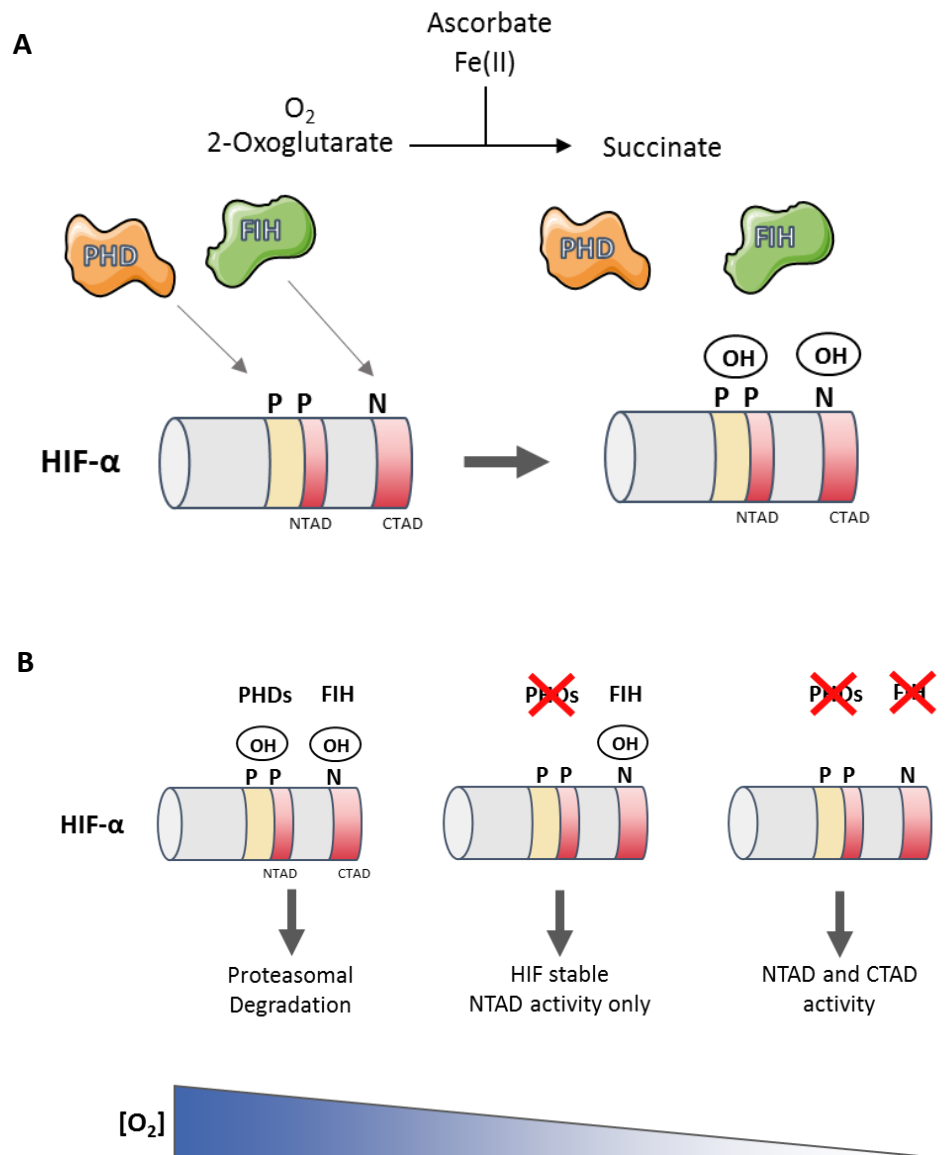 A
Ascorbate
Fe(II)
O2
2-Oxoglutarate
Succinate
PHD
FIH
PHD
FIH
OH
OH
P P
N
P P
N
HIF-α
NTAD
CTAD
NTAD
CTAD
B
PHDs
FIH
PHDs
FIH
PHDs
FIH
OH
OH
OH
P P
N
P P
N
P P
N
HIF-α
NTAD
CTAD
Proteasomal
Degradation
HIF stable
NTAD activity only
NTAD and CTAD
activity
[O2]